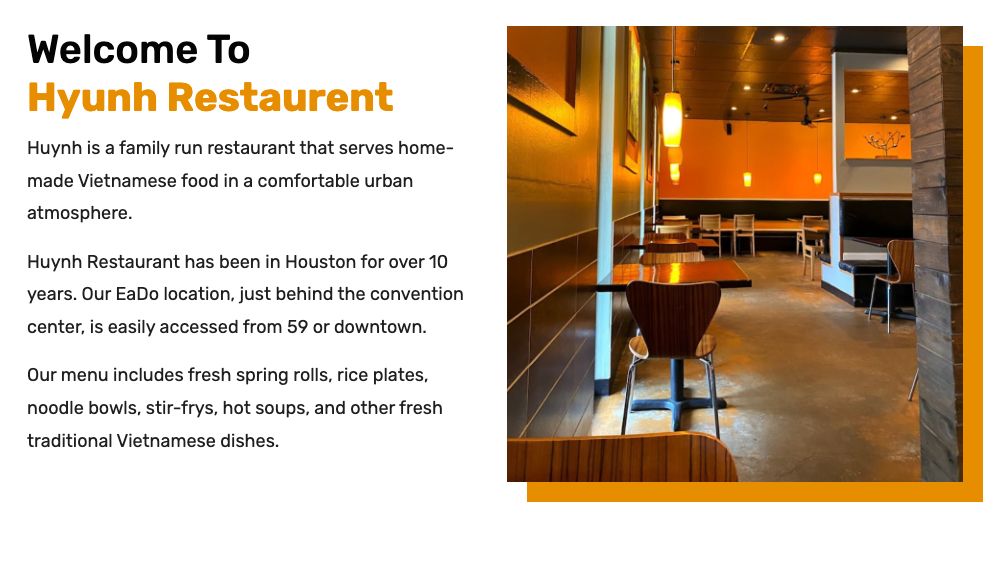 Welcome To
Hyunh Restaurent
Huynh is a family run restaurant that serves home-
made Vietnamese food in a comfortable urban
atmosphere.
Huynh Restaurant has been in Houston for over 10
years. Our EaDo location, just behind the convention
center, is easily accessed from 59 or downtown.
Our menu includes fresh spring rolls, rice plates,
noodle bowls, stir-frys, hot soups, and other fresh
traditional Vietnamese dishes.